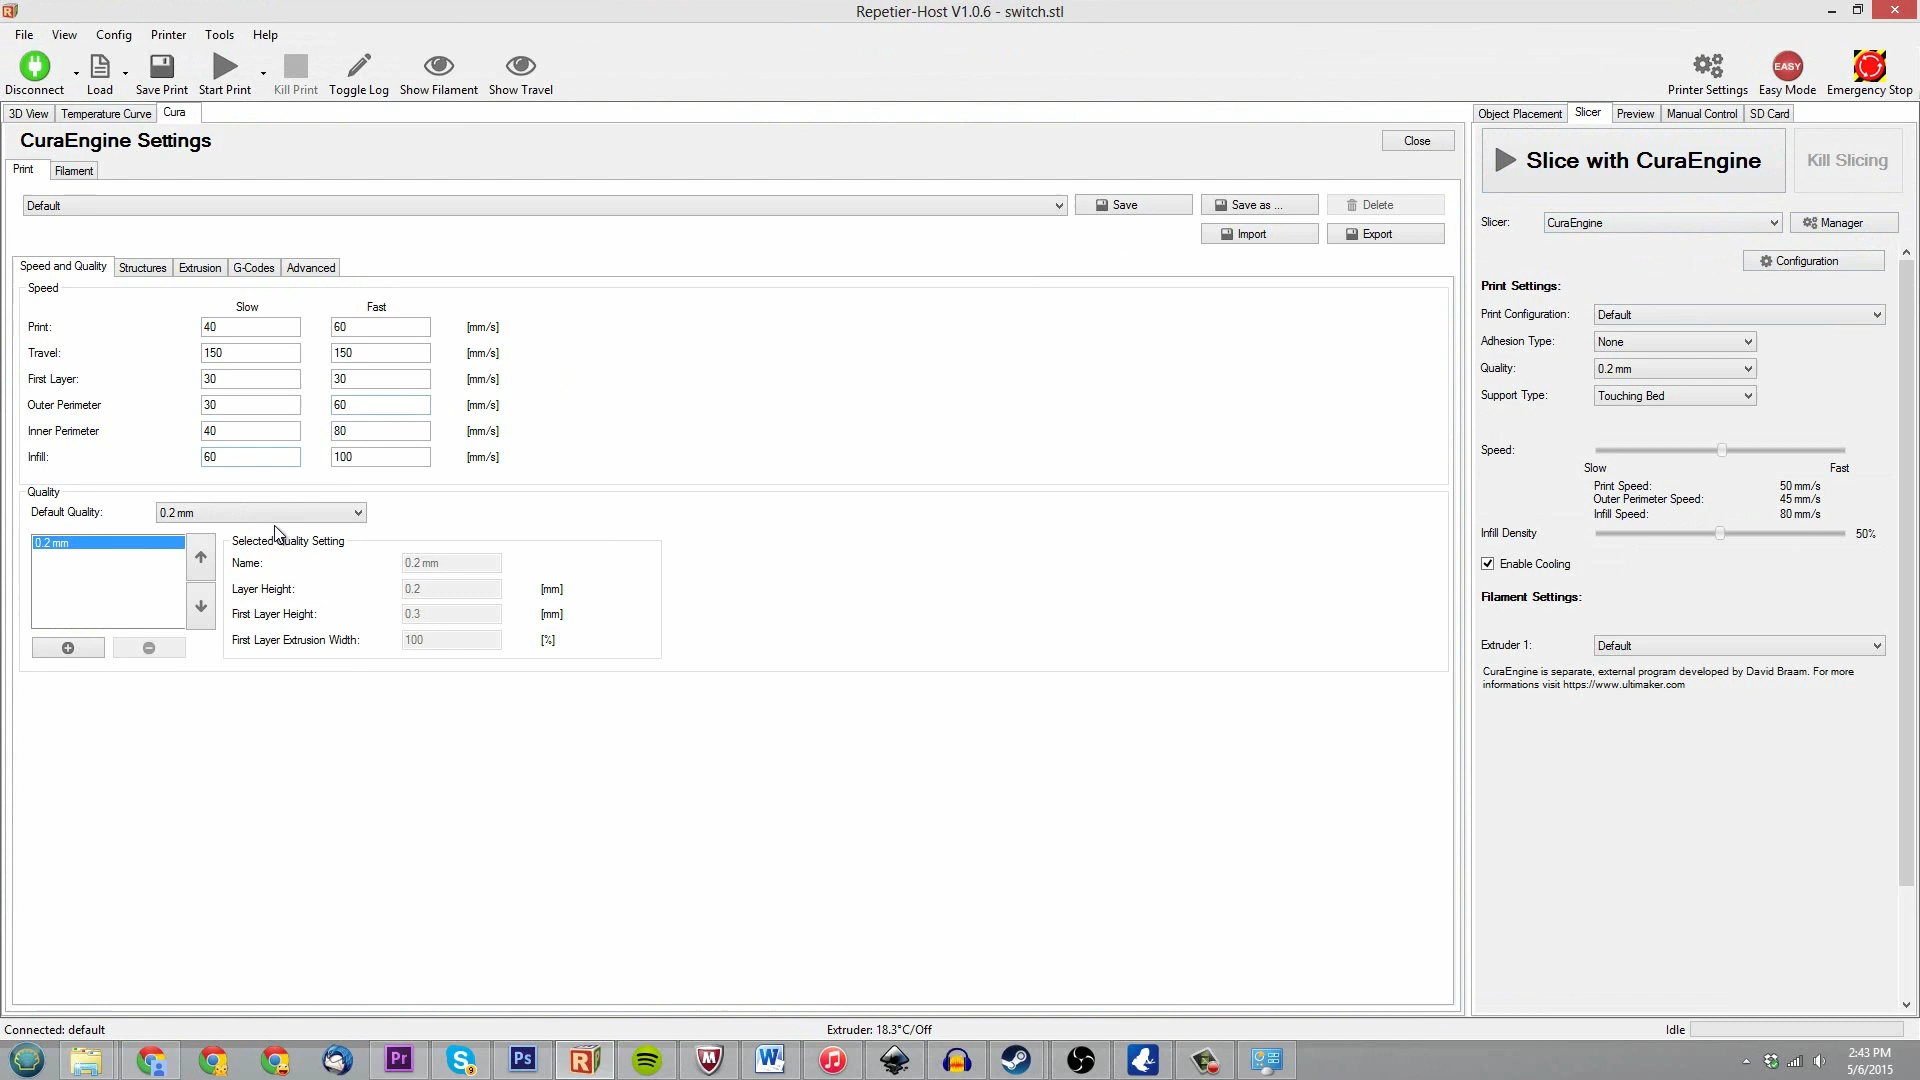 Repetier-Host V1.0.6 - switch.stl
File View Config Printer Tools Help
Disconnect Load Save Print Start Print Kill Print Toggle Log Show Filament Show Travel Printer Settings EASY Easy Mode Emergency Stop
3D View Temperature Curve Cura
CuraEngine Settings
Close
Print Filament
Default
Save Save as ... Delete
Import Export
Speed and Quality Structures Extrusion G-Codes Advanced
Speed
Slow Fast
Print: 40 60 [mm/s]
Travel: 150 150 [mm/s]
First Layer: 30 30 [mm/s]
Outer Perimeter 30 60 [mm/s]
Inner Perimeter 40 80 [mm/s]
Infill: 60 100 [mm/s]
Quality
Default Quality: 0.2 mm
0.2 mm
Selected Quality Setting
Name: 0.2 mm
Layer Height: 0.2 [mm]
First Layer Height: 0.3 [mm]
First Layer Extrusion Width: 100 [%]
Object Placement Slicer Preview Manual Control SD Card
Slice with CuraEngine Kill Slicing
Slicer: CuraEngine Manager
Configuration
Print Settings:
Print Configuration: Default
Adhesion Type: None
Quality: 0.2 mm
Support Type: Touching Bed
Speed:
Slow Fast
Print Speed: 50 mm/s
Outer Perimeter Speed: 45 mm/s
Infill Speed: 80 mm/s
Infill Density 50%
Enable Cooling
Filament Settings:
Extruder 1: Default
CuraEngine is separate, external program developed by David Braam. For more
informations visit https://www.ultimaker.com
Connected: default Extruder: 18.3°C/Off Idle
Pr S 9 Ps R W
2:43 PM
5/6/2015